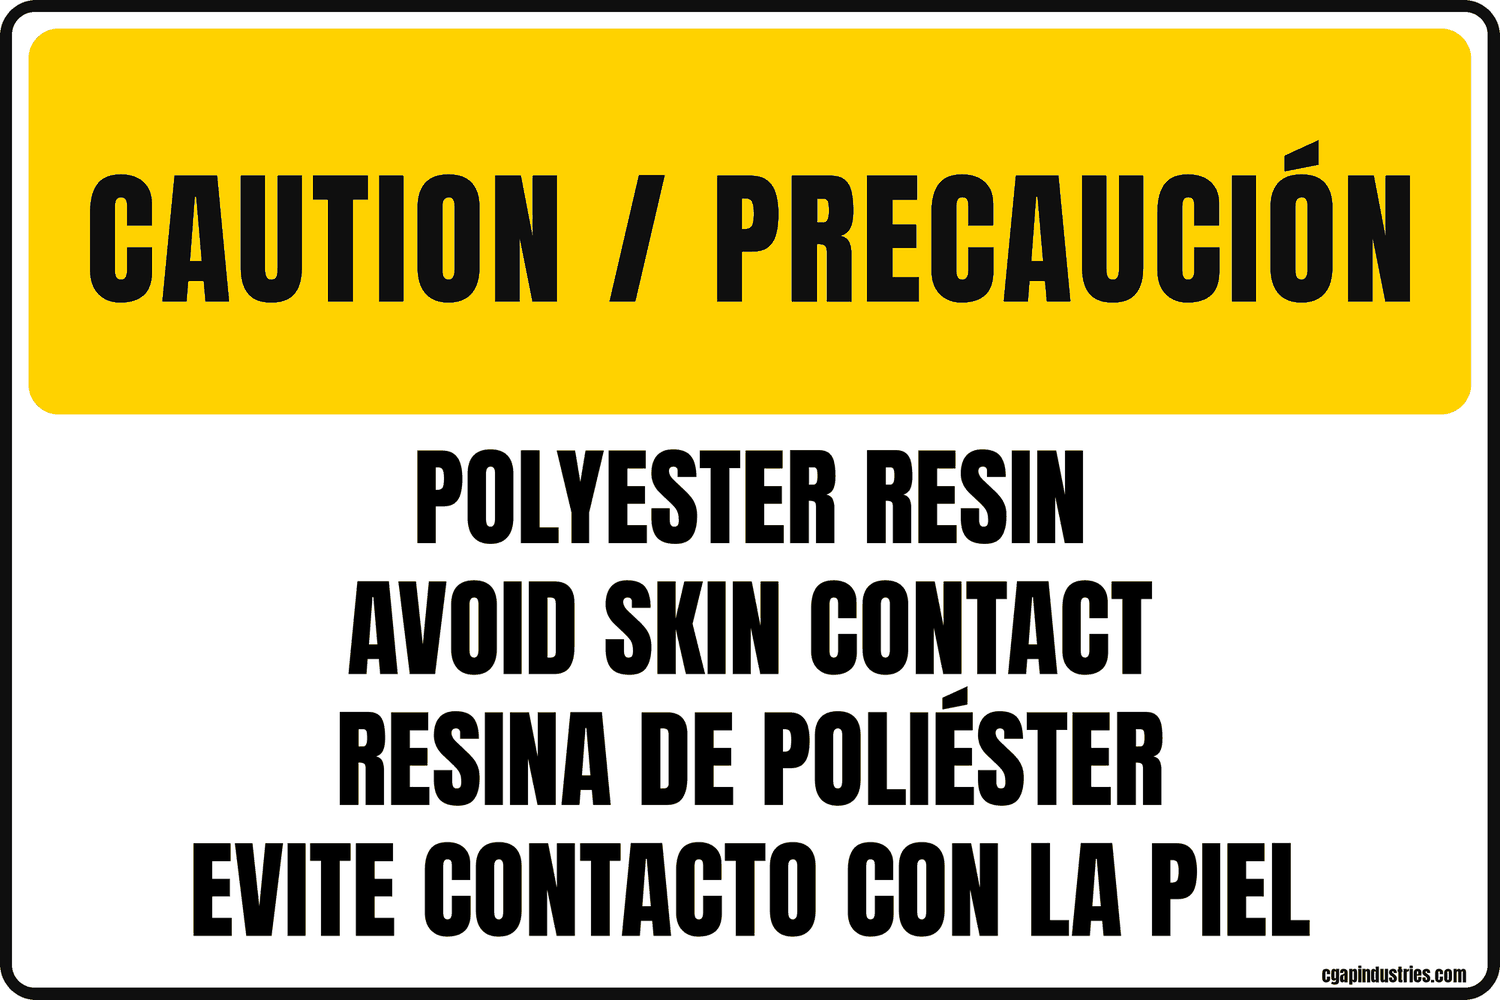 CAUTION / PRECAUCIÓN
POLYESTER RESIN
AVOID SKIN CONTACT
RESINA DE POLIÉSTER
EVITE CONTACTO CON LA PIEL
cgapindustries.com